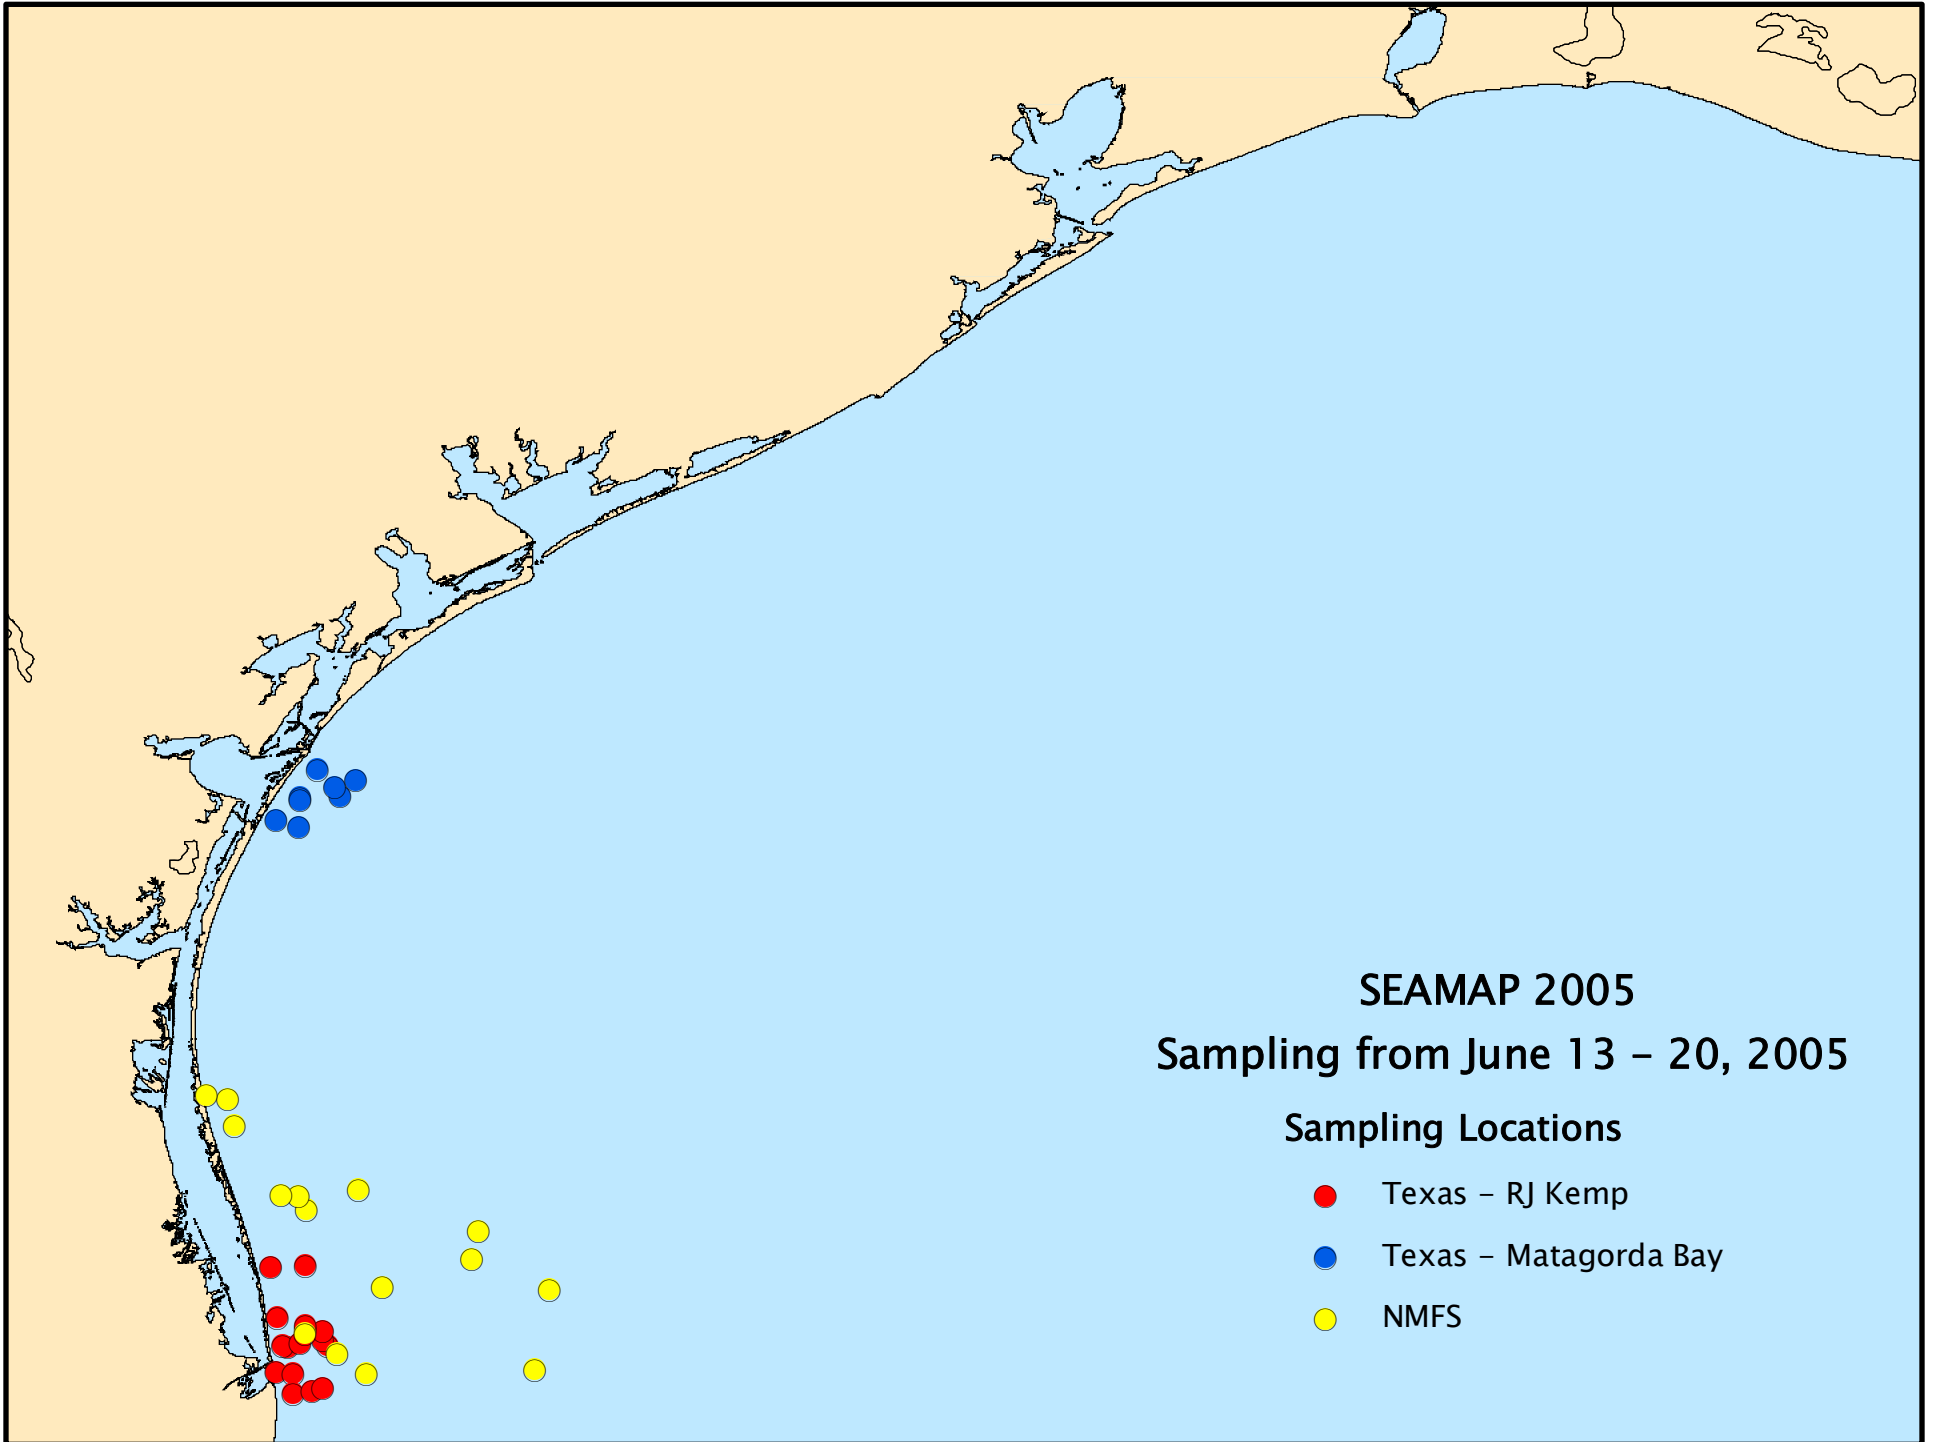 SEAMAP 2005
Sampling from June 13 - 20, 2005
Sampling Locations
Texas - RJ Kemp
Texas - Matagorda Bay
NMFS